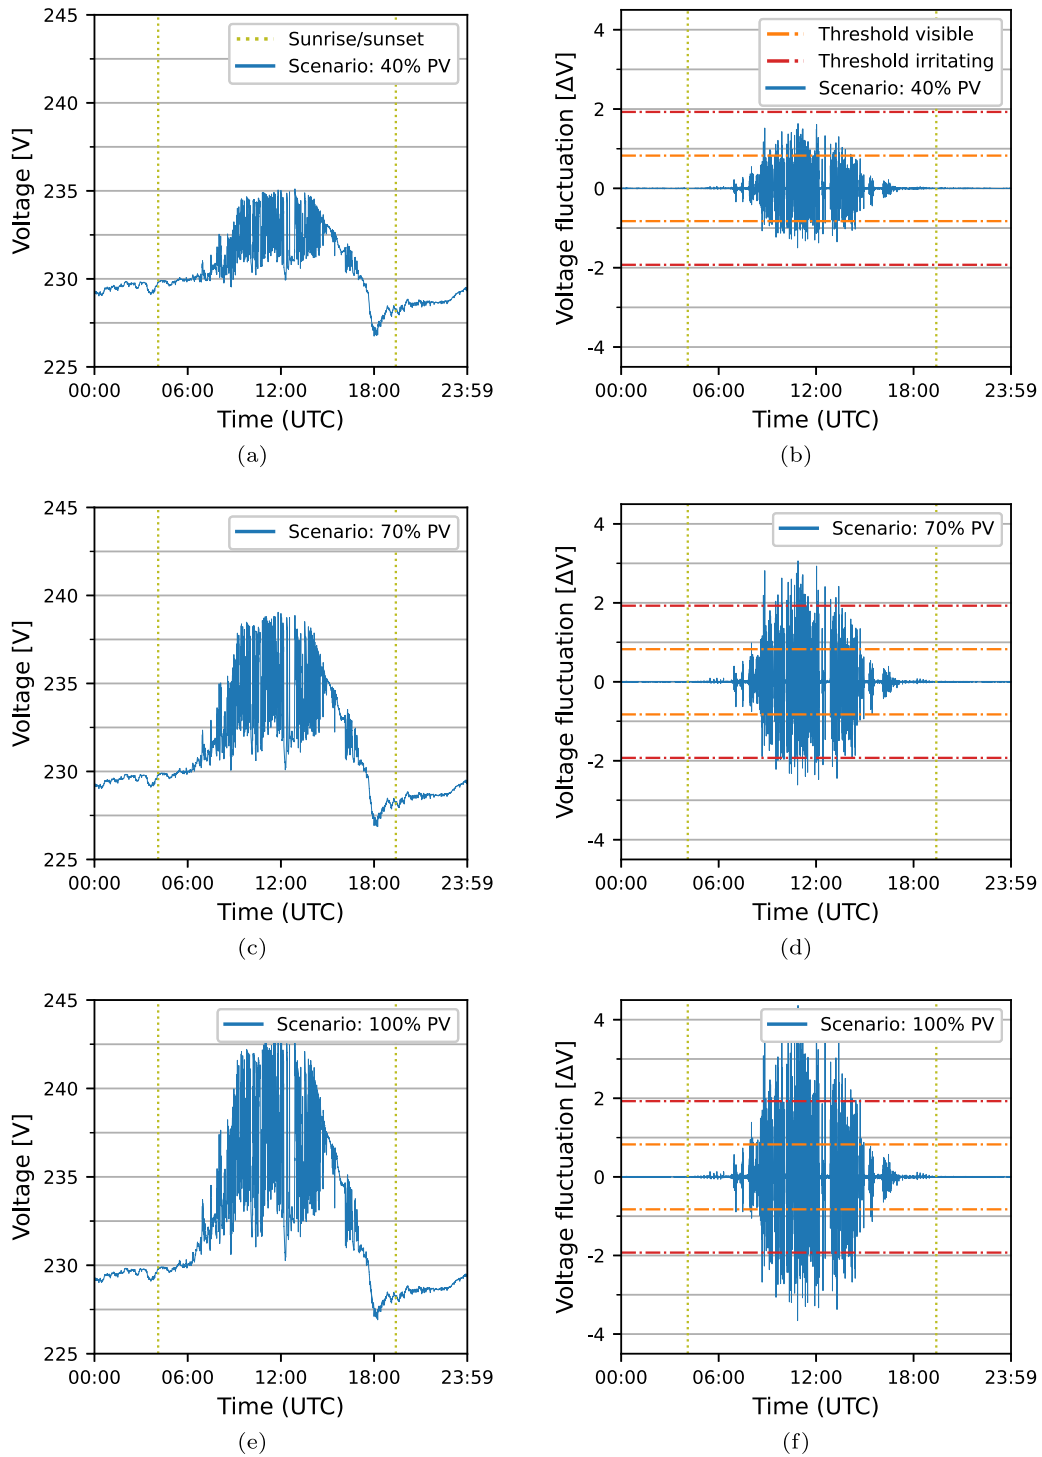 245
240
235
230
225
Voltage [V]
Sunrise/sunset
Scenario: 40% PV
00:00 06:00 12:00 18:00 23:59
Time (UTC)
(a)
4
2
0
-2
-4
Voltage fluctuation [ΔV]
Threshold visible
Threshold irritating
Scenario: 40% PV
00:00 06:00 12:00 18:00 23:59
Time (UTC)
(b)
245
240
235
230
225
Voltage [V]
Scenario: 70% PV
00:00 06:00 12:00 18:00 23:59
Time (UTC)
(c)
4
2
0
-2
-4
Voltage fluctuation [ΔV]
Scenario: 70% PV
00:00 06:00 12:00 18:00 23:59
Time (UTC)
(d)
245
240
235
230
225
Voltage [V]
Scenario: 100% PV
00:00 06:00 12:00 18:00 23:59
Time (UTC)
(e)
4
2
0
-2
-4
Voltage fluctuation [ΔV]
Scenario: 100% PV
00:00 06:00 12:00 18:00 23:59
Time (UTC)
(f)